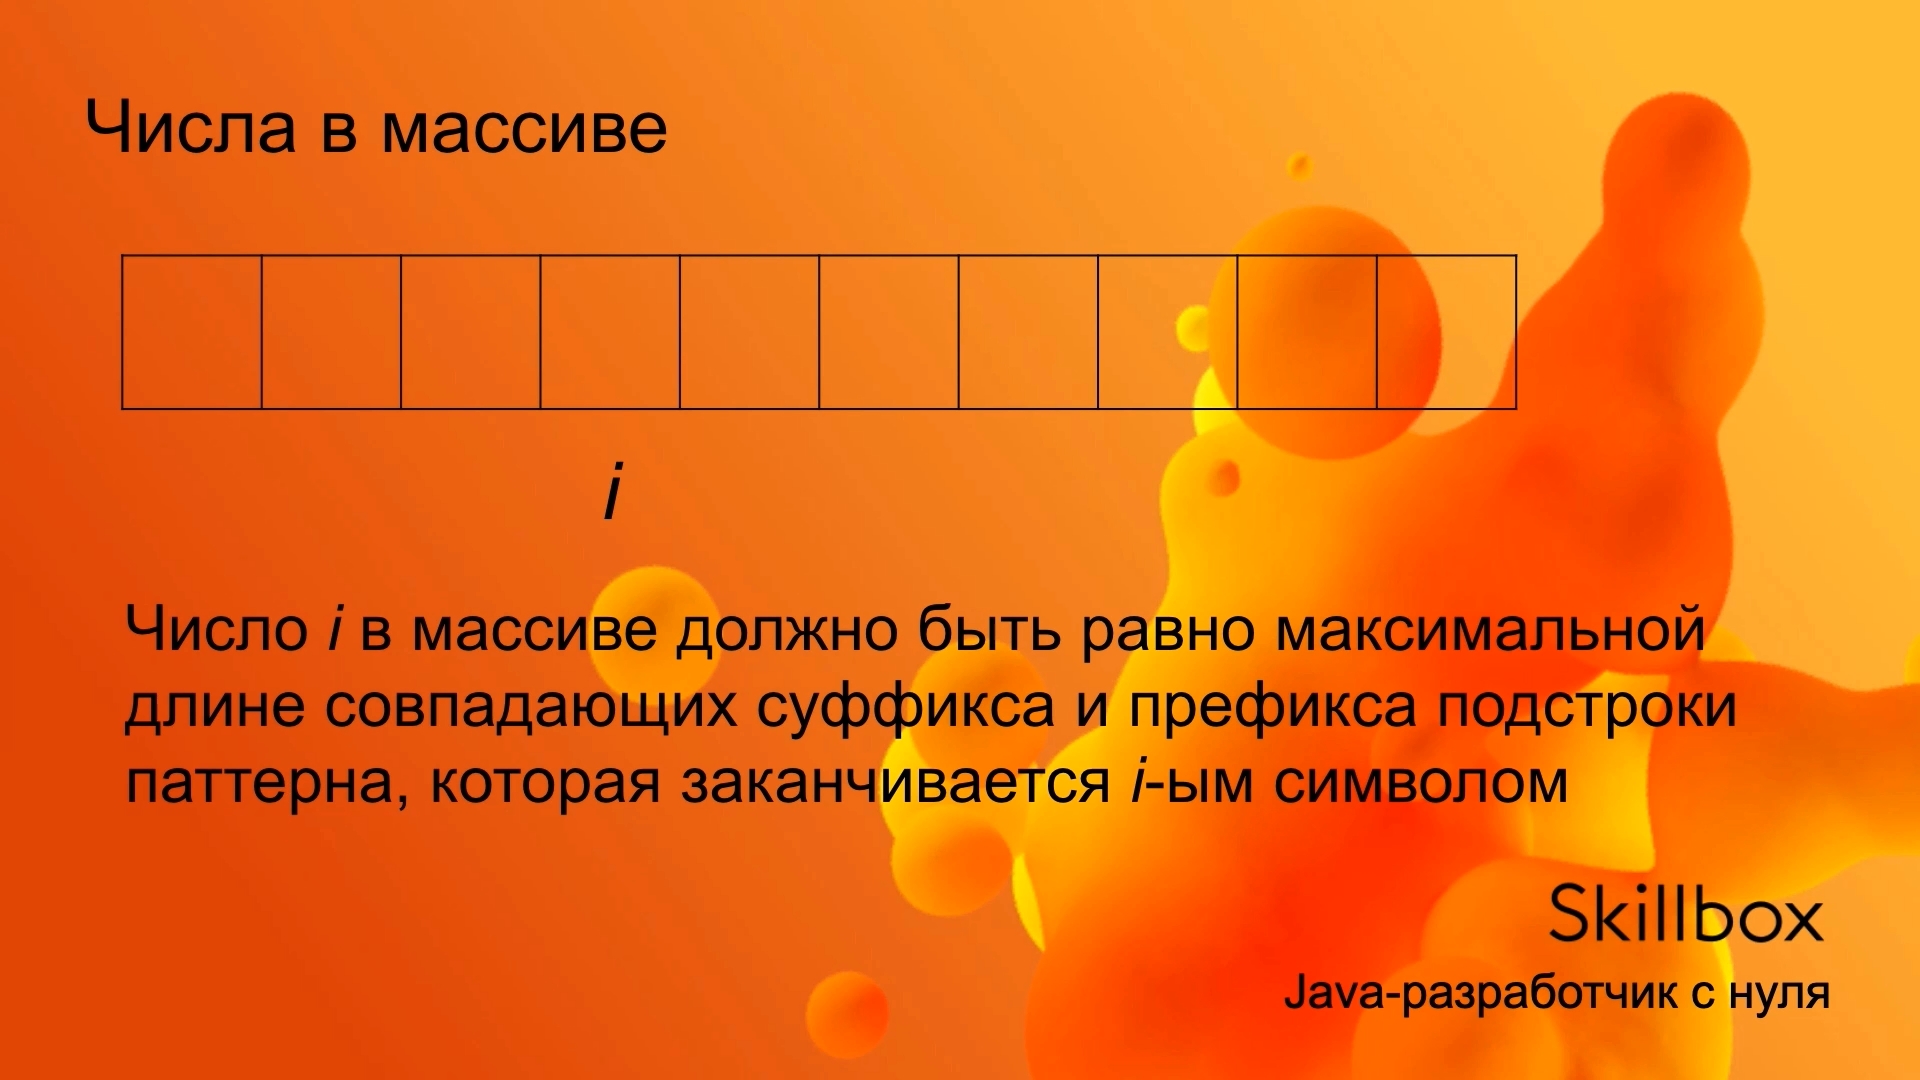 Числа в массиве
i
Число i в массиве должно быть равно максимальной
длине совпадающих суффикса и префикса подстроки
паттерна, которая заканчивается i-ым символом
Skillbox
Java-разработчик с нуля